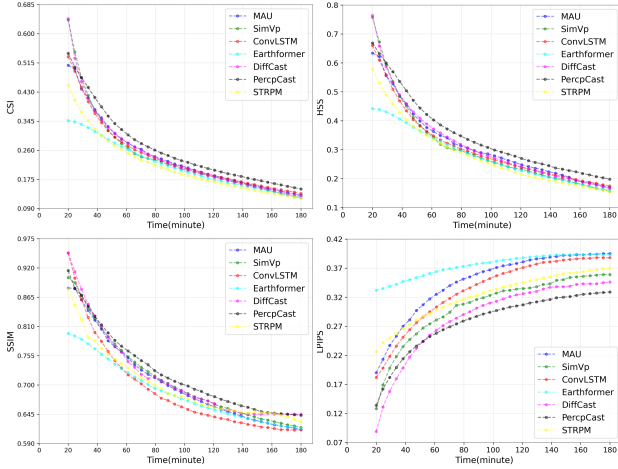 0.685
0.600
0.515
0.430
0.345
0.260
0.175
0.090
CSI
0 20 40 60 80 100 120 140 160 180
Time(minute)
MAU
SimVp
ConvLSTM
Earthformer
DiffCast
PercpCast
STRPM
0.8
0.7
0.6
0.5
0.4
0.3
0.2
0.1
HSS
0 20 40 60 80 100 120 140 160 180
Time(minute)
MAU
SimVp
ConvLSTM
Earthformer
DiffCast
PercpCast
STRPM
0.975
0.920
0.865
0.810
0.755
0.700
0.645
0.590
SSIM
0 20 40 60 80 100 120 140 160 180
Time(minute)
MAU
SimVp
ConvLSTM
Earthformer
DiffCast
PercpCast
STRPM
0.42
0.37
0.32
0.27
0.22
0.17
0.12
0.07
LPIPS
0 20 40 60 80 100 120 140 160 180
Time(minute)
MAU
SimVp
ConvLSTM
Earthformer
DiffCast
PercpCast
STRPM